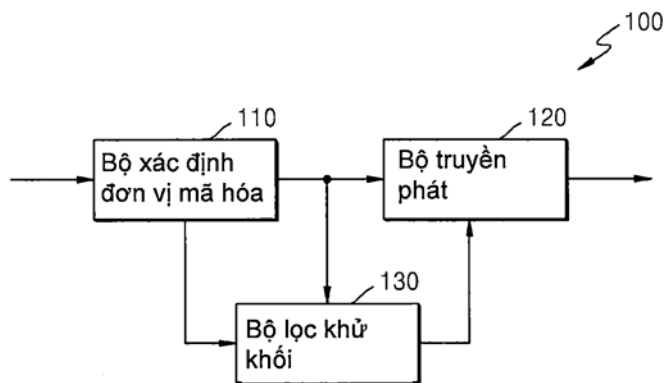 100
110
Bộ xác định
đơn vị mã hóa
120
Bộ truyền
phát
130
Bộ lọc khử
khối